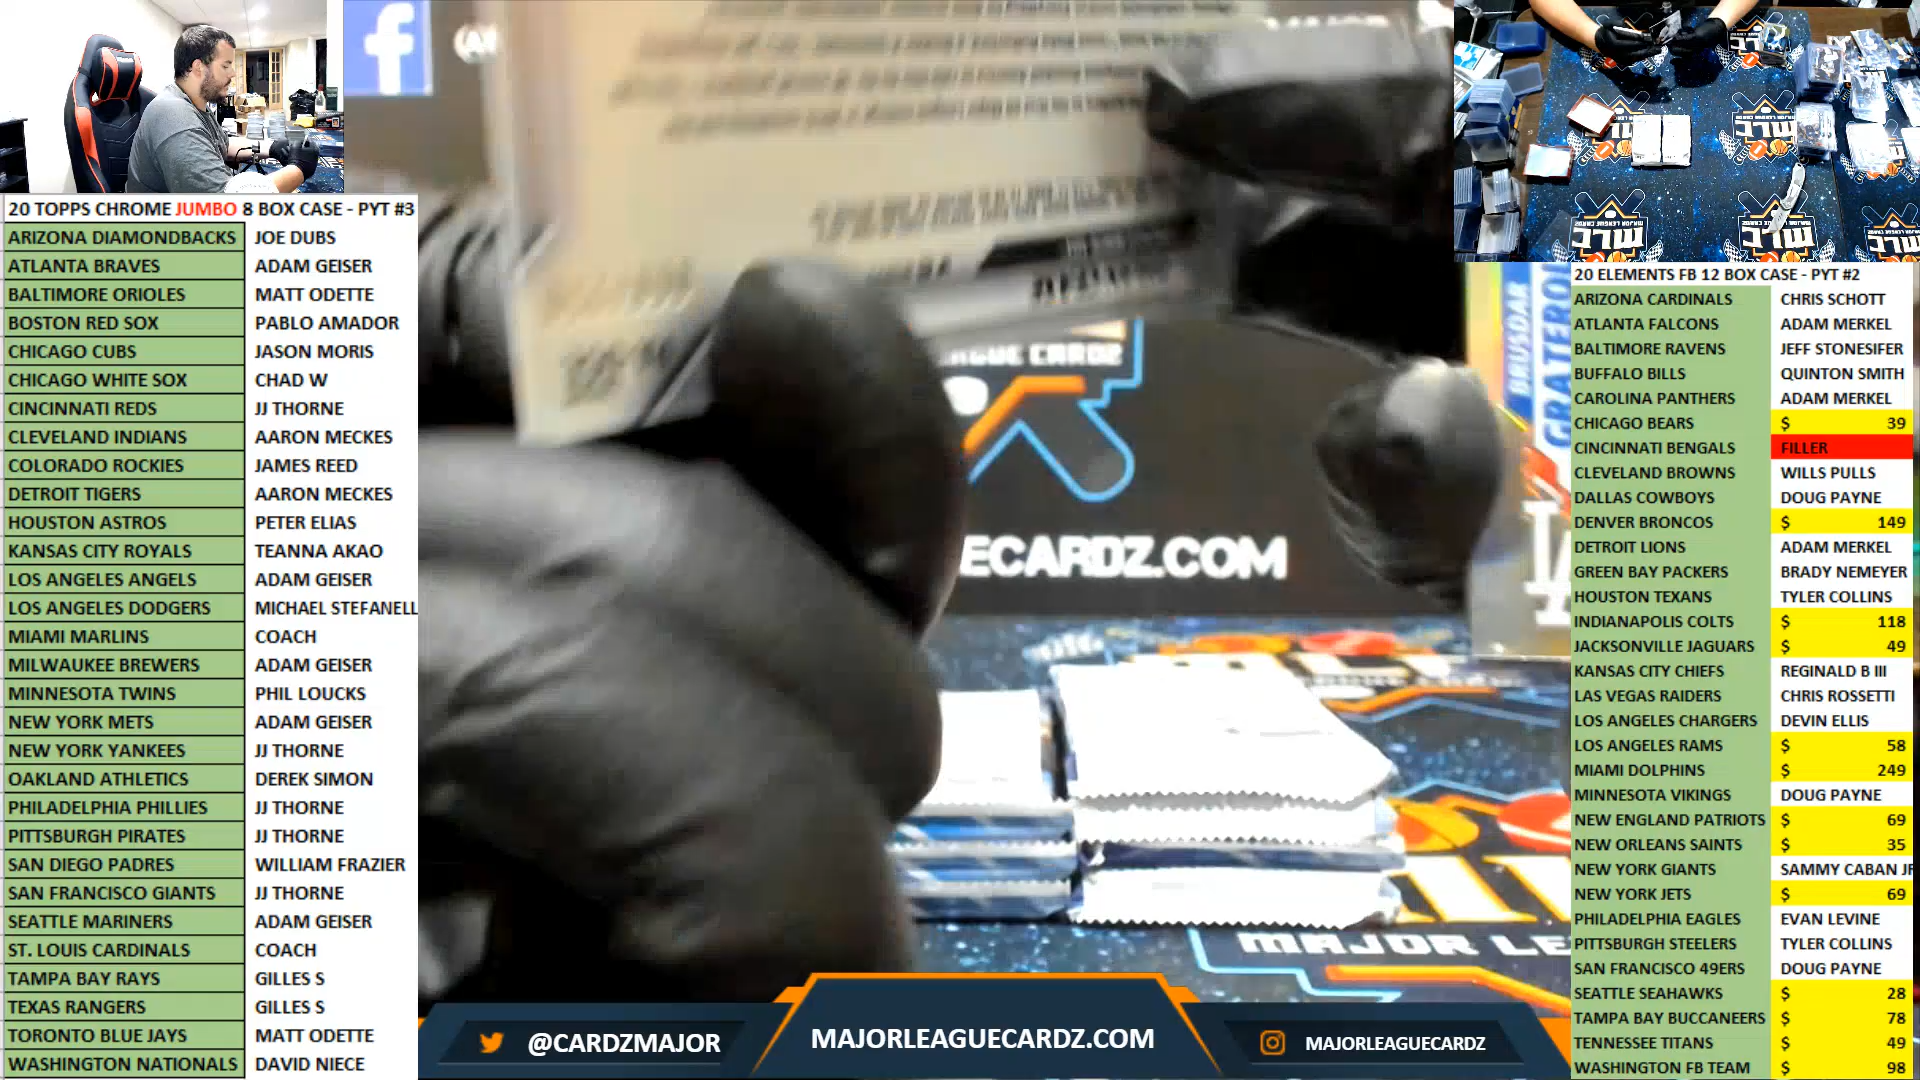 20 TOPPS CHROME JUMBO 8 BOX CASE - PYT #3
ARIZONA DIAMONDBACKS JOE DUBS
ATLANTA BRAVES ADAM GEISER
BALTIMORE ORIOLES MATT ODETTE
BOSTON RED SOX PABLO AMADOR
CHICAGO CUBS JASON MORIS
CHICAGO WHITE SOX CHAD W
CINCINNATI REDS JJ THORNE
CLEVELAND INDIANS AARON MECKES
COLORADO ROCKIES JAMES REED
DETROIT TIGERS AARON MECKES
HOUSTON ASTROS PETER ELIAS
KANSAS CITY ROYALS TEANNA AKAO
LOS ANGELES ANGELS ADAM GEISER
LOS ANGELES DODGERS MICHAEL STEFANELL
MIAMI MARLINS COACH
MILWAUKEE BREWERS ADAM GEISER
MINNESOTA TWINS PHIL LOUCKS
NEW YORK METS ADAM GEISER
NEW YORK YANKEES JJ THORNE
OAKLAND ATHLETICS DEREK SIMON
PHILADELPHIA PHILLIES JJ THORNE
PITTSBURGH PIRATES JJ THORNE
SAN DIEGO PADRES WILLIAM FRAZIER
SAN FRANCISCO GIANTS JJ THORNE
SEATTLE MARINERS ADAM GEISER
ST. LOUIS CARDINALS COACH
TAMPA BAY RAYS GILLES S
TEXAS RANGERS GILLES S
TORONTO BLUE JAYS MATT ODETTE
WASHINGTON NATIONALS DAVID NIECE
BRUSDAR
GRATEROL
LA
GUE CARDZ
ECARDZ.COM
MAJOR LE
@CARDZMAJOR
MAJORLEAGUECARDZ.COM
MAJORLEAGUECARDZ
20 ELEMENTS FB 12 BOX CASE - PYT #2
ARIZONA CARDINALS CHRIS SCHOTT
ATLANTA FALCONS ADAM MERKEL
BALTIMORE RAVENS JEFF STONESIFER
BUFFALO BILLS QUINTON SMITH
CAROLINA PANTHERS ADAM MERKEL
CHICAGO BEARS $ 39
CINCINNATI BENGALS FILLER
CLEVELAND BROWNS WILLS PULLS
DALLAS COWBOYS DOUG PAYNE
DENVER BRONCOS $ 149
DETROIT LIONS ADAM MERKEL
GREEN BAY PACKERS BRADY NEMEYER
HOUSTON TEXANS TYLER COLLINS
INDIANAPOLIS COLTS $ 118
JACKSONVILLE JAGUARS $ 49
KANSAS CITY CHIEFS REGINALD B III
LAS VEGAS RAIDERS CHRIS ROSSETTI
LOS ANGELES CHARGERS DEVIN ELLIS
LOS ANGELES RAMS $ 58
MIAMI DOLPHINS $ 249
MINNESOTA VIKINGS DOUG PAYNE
NEW ENGLAND PATRIOTS $ 69
NEW ORLEANS SAINTS $ 35
NEW YORK GIANTS SAMMY CABAN JR
NEW YORK JETS $ 69
PHILADELPHIA EAGLES EVAN LEVINE
PITTSBURGH STEELERS TYLER COLLINS
SAN FRANCISCO 49ERS DOUG PAYNE
SEATTLE SEAHAWKS $ 28
TAMPA BAY BUCCANEERS $ 78
TENNESSEE TITANS $ 49
WASHINGTON FB TEAM $ 98